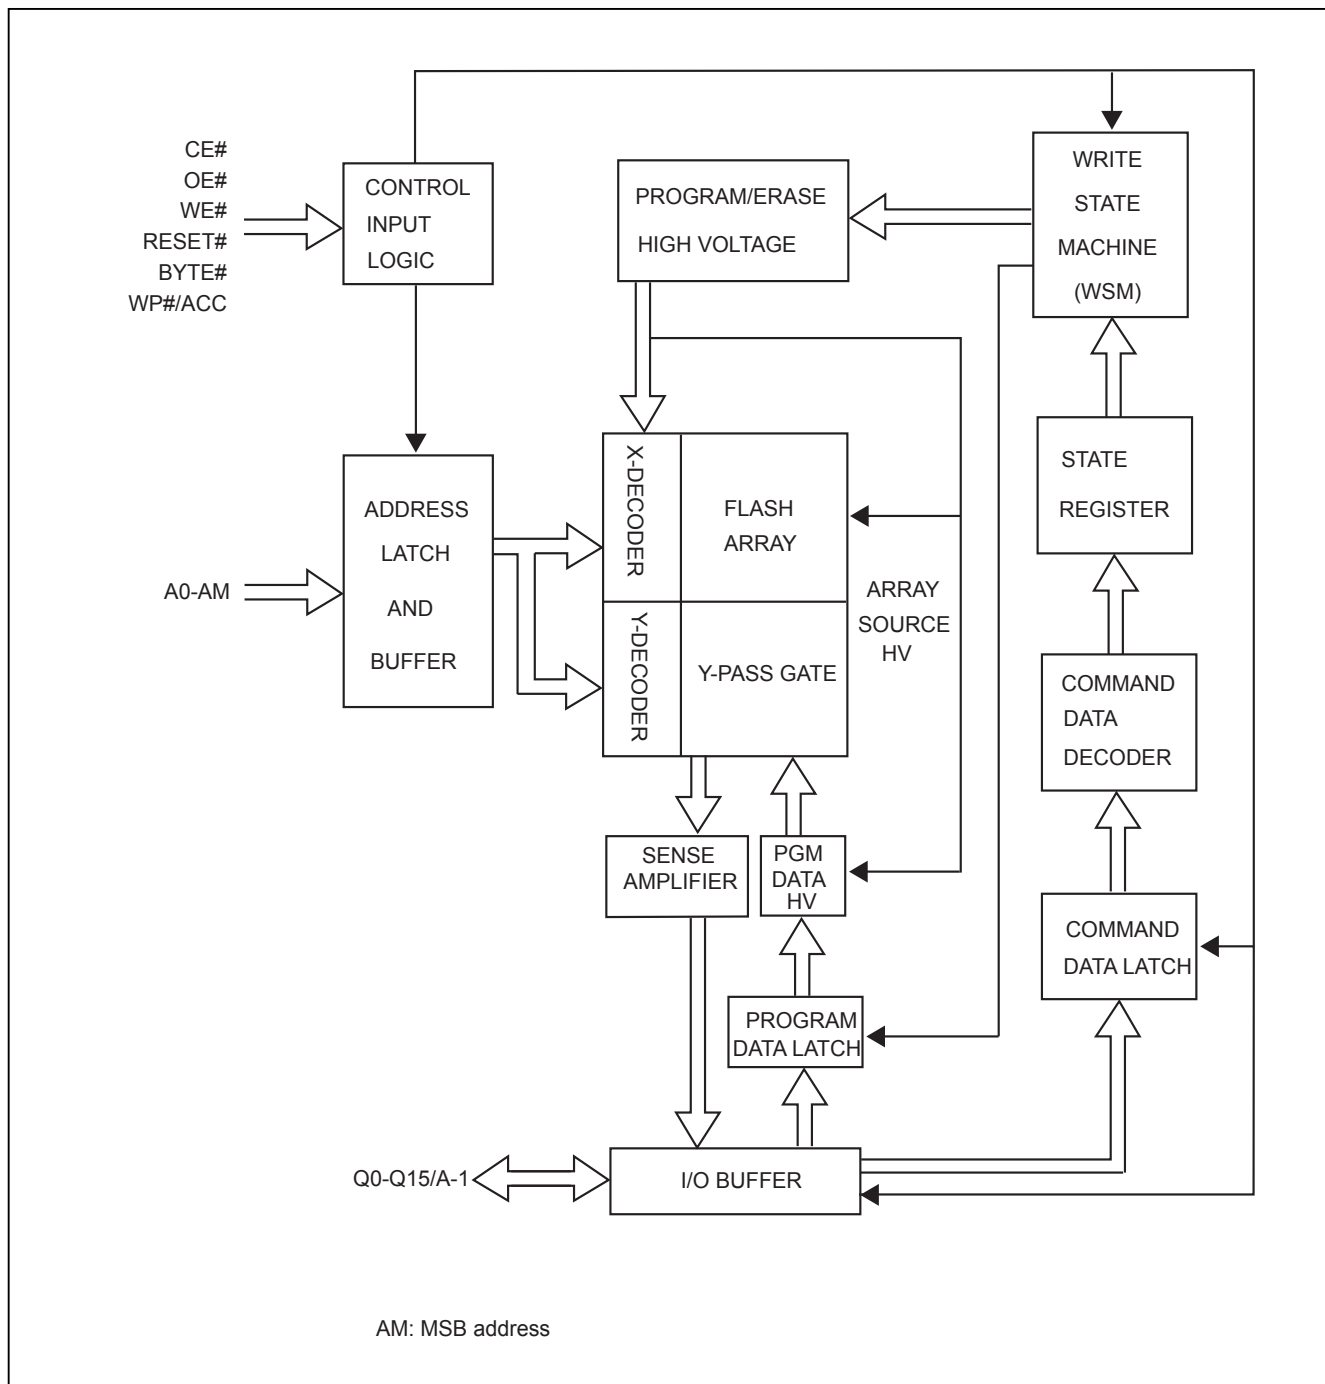 CE#
OE#
WE#
RESET#
BYTE#
WP#/ACC
CONTROL
INPUT
LOGIC
PROGRAM/ERASE
HIGH VOLTAGE
WRITE
STATE
MACHINE
(WSM)
STATE
REGISTER
A0-AM
ADDRESS
LATCH
AND
BUFFER
X-DECODER
FLASH
ARRAY
Y-DECODER
Y-PASS GATE
ARRAY
SOURCE
HV
COMMAND
DATA
DECODER
SENSE
AMPLIFIER
PGM
DATA
HV
COMMAND
DATA LATCH
PROGRAM
DATA LATCH
Q0-Q15/A-1
I/O BUFFER
AM: MSB address